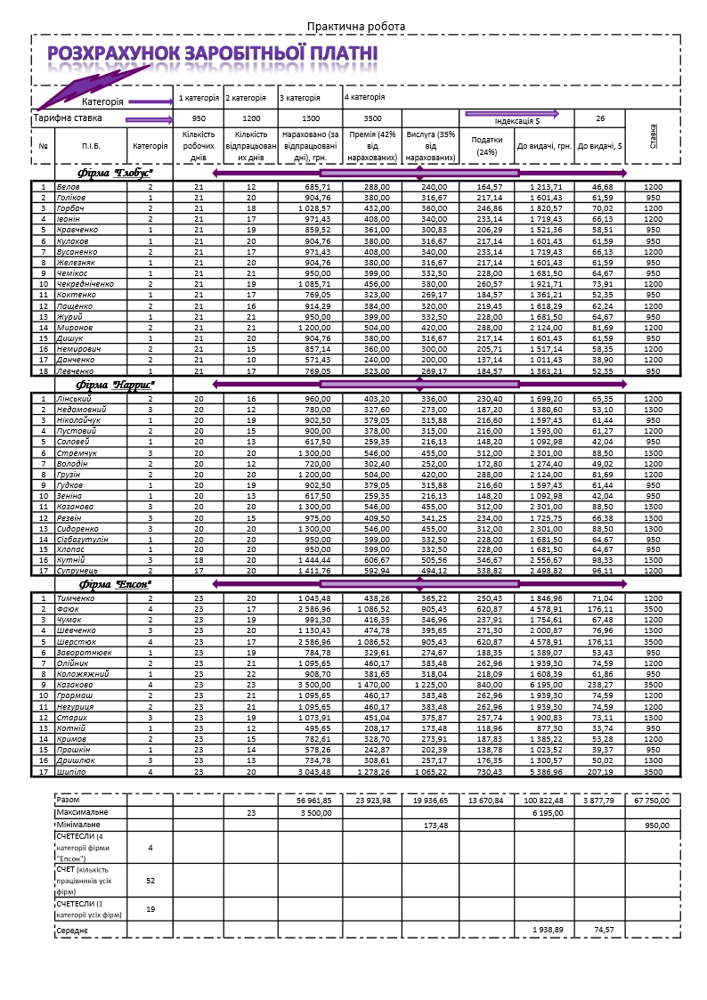 Практична робота
РОЗХРАХУНОК ЗАРОБІТНЬОЇ ПЛАТНІ
Категорія 1 категорія 2 категорія 3 категорія 4 категорія
Тарифна ставка 950 1200 1300 3500 Індексація $ 26
№ П.І.Б. Категорія Кількість робочих днів Кількість відпрацьованих днів Нараховано (за відпрацьовані дні), грн. Премія (42% від нарахованих) Вислуга (35% від нарахованих) Податки (24%) До видачі, грн. До видачі, $ Ставка
Фірма "Глобус"
1 Белов 2 21 12 685,71 288,00 240,00 164,57 1 213,71 46,68 1200
2 Голіков 1 21 20 904,76 380,00 316,67 217,14 1 601,43 61,59 950
3 Горбач 2 21 18 1 028,57 432,00 360,00 246,86 1 820,57 70,02 1200
4 Івонін 2 21 17 971,43 408,00 340,00 233,14 1 719,43 66,13 1200
5 Кравченко 1 21 19 859,52 361,00 300,83 206,29 1 521,36 58,51 950
6 Кулаков 1 21 20 904,76 380,00 316,67 217,14 1 601,43 61,59 950
7 Вусаненко 2 21 17 971,43 408,00 340,00 233,14 1 719,43 66,13 1200
8 Железняк 1 21 20 904,76 380,00 316,67 217,14 1 601,43 61,59 950
9 Чемікос 1 21 21 950,00 399,00 332,50 228,00 1 681,50 64,67 950
10 Чекредніченко 2 21 19 1 085,71 456,00 380,00 260,57 1 921,71 73,91 1200
11 Коктенко 1 21 17 769,05 323,00 269,17 184,57 1 361,21 52,35 950
12 Пащенко 2 21 16 914,29 384,00 320,00 219,43 1 618,29 62,24 1200
13 Журий 1 21 21 950,00 399,00 332,50 228,00 1 681,50 64,67 950
14 Миронов 2 21 21 1 200,00 504,00 420,00 288,00 2 124,00 81,69 1200
15 Дишук 1 21 20 904,76 380,00 316,67 217,14 1 601,43 61,59 950
16 Немирович 2 21 15 857,14 360,00 300,00 205,71 1 517,14 58,35 1200
17 Данченко 2 21 10 571,43 240,00 200,00 137,14 1 011,43 38,90 1200
18 Левченко 1 21 17 769,05 323,00 269,17 184,57 1 361,21 52,35 950
Фірма "Наррис"
1 Лінський 2 20 16 960,00 403,20 336,00 230,40 1 699,20 65,35 1200
2 Недомовний 3 20 12 780,00 327,60 273,00 187,20 1 380,60 53,10 1300
3 Ніколайчук 1 20 19 902,50 379,05 315,88 216,60 1 597,43 61,44 950
4 Пустовий 2 20 15 900,00 378,00 315,00 216,00 1 593,00 61,27 1200
5 Соловей 1 20 13 617,50 259,35 216,13 148,20 1 092,98 42,04 950
6 Стремчук 3 20 20 1 300,00 546,00 455,00 312,00 2 301,00 88,50 1300
7 Володін 2 20 12 720,00 302,40 252,00 172,80 1 274,40 49,02 1200
8 Грузін 2 20 20 1 200,00 504,00 420,00 288,00 2 124,00 81,69 1200
9 Гудков 1 20 19 902,50 379,05 315,88 216,60 1 597,43 61,44 950
10 Зеніна 1 20 13 617,50 259,35 216,13 148,20 1 092,98 42,04 950
11 Казанова 3 20 20 1 300,00 546,00 455,00 312,00 2 301,00 88,50 1300
12 Резвін 3 20 15 975,00 409,50 341,25 234,00 1 725,75 66,38 1300
13 Сидоренко 3 20 20 1 300,00 546,00 455,00 312,00 2 301,00 88,50 1300
14 Сігбагутулін 1 20 20 950,00 399,00 332,50 228,00 1 681,50 64,67 950
15 Хлопас 1 20 20 950,00 399,00 332,50 228,00 1 681,50 64,67 950
16 Кутній 3 18 20 1 444,44 606,67 505,56 346,67 2 556,67 98,33 1300
17 Супрунець 2 17 20 1 411,76 592,94 494,12 338,82 2 498,82 96,11 1200
Фірма "Епсон"
1 Тимченко 2 23 20 1 043,48 438,26 365,22 250,43 1 846,96 71,04 1200
2 Фаюк 4 23 17 2 586,96 1 086,52 905,43 620,87 4 578,91 176,11 3500
3 Чумак 2 23 19 991,30 416,35 346,96 237,91 1 754,61 67,48 1200
4 Шевченко 3 23 20 1 130,43 474,78 395,65 271,30 2 000,87 76,96 1300
5 Шерстюк 4 23 17 2 586,96 1 086,52 905,43 620,87 4 578,91 176,11 3500
6 Заворотнюек 1 23 19 784,78 329,61 274,67 188,35 1 389,07 53,43 950
7 Олійник 2 23 21 1 095,65 460,17 383,48 262,96 1 939,30 74,59 1200
8 Коложяжний 1 23 22 908,70 381,65 318,04 218,09 1 608,39 61,86 950
9 Казакова 4 23 23 3 500,00 1 470,00 1 225,00 840,00 6 195,00 238,27 3500
10 Грармаш 2 23 21 1 095,65 460,17 383,48 262,96 1 939,30 74,59 1200
11 Негуриця 2 23 21 1 095,65 460,17 383,48 262,96 1 939,30 74,59 1200
12 Старих 3 23 19 1 073,91 451,04 375,87 257,74 1 900,83 73,11 1300
13 Котній 1 23 12 495,65 208,17 173,48 118,96 877,30 33,74 950
14 Кримов 2 23 15 782,61 328,70 273,91 187,83 1 385,22 53,28 1200
15 Прошкін 1 23 14 578,26 242,87 202,39 138,78 1 023,52 39,37 950
16 Дришлюк 3 23 13 734,78 308,61 257,17 176,35 1 300,57 50,02 1300
17 Шипіло 4 23 20 3 043,48 1 278,26 1 065,22 730,43 5 386,96 207,19 3500
Разом 56 961,85 23 923,98 19 936,65 13 670,84 100 822,48 3 877,79 67 750,00
Максимальне 23 3 500,00 6 195,00
Мінімальне 173,48 950,00
СЧЕТЕСЛИ (4
категорії фірми 4
"Епсон")
СЧЕТ (кількість
працівників усіх 52
фірм)
СЧЕТЕСЛИ (1
категорії усіх фірм) 19
Середнє 1 938,89 74,57